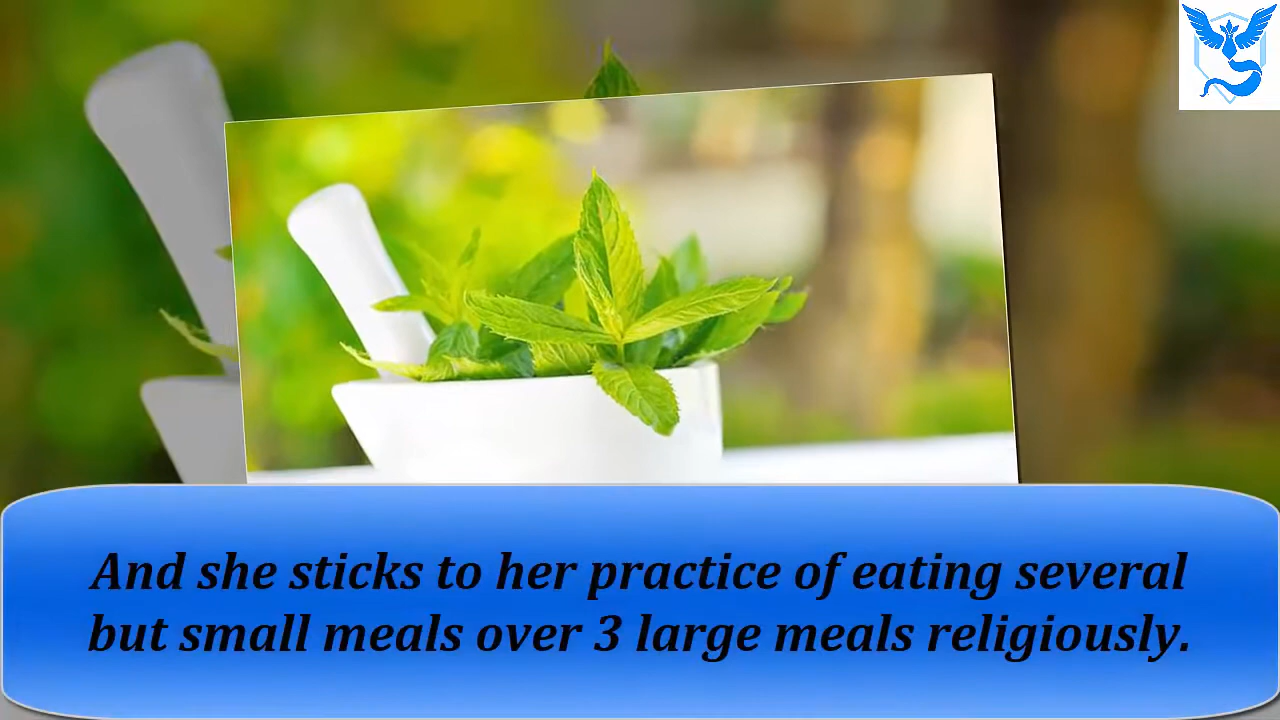 And she sticks to her practice of eating several
but small meals over 3 large meals religiously.